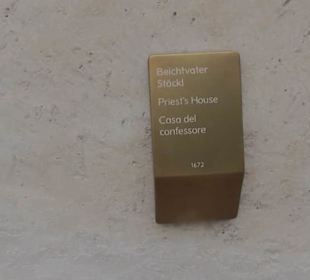 Beichtvater
Stöckl
Priest's House
Casa del
confessore
1672